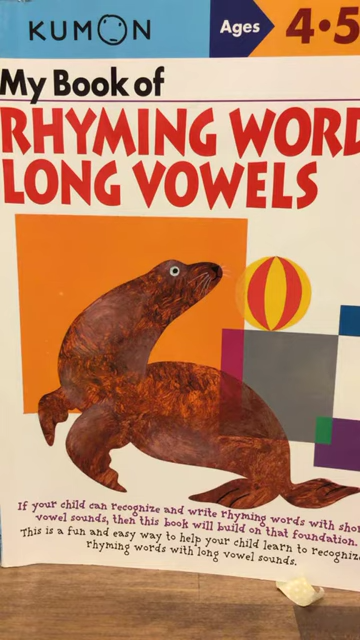 KUMON
Ages 4•5
My Book of
RHYMING WORD
LONG VOWELS
If your child can recognize and write rhyming words with shor
vowel sounds, then this book will build on that foundation.
This is a fun and easy way to help your child learn to recogniz
rhyming words with long vowel sounds.